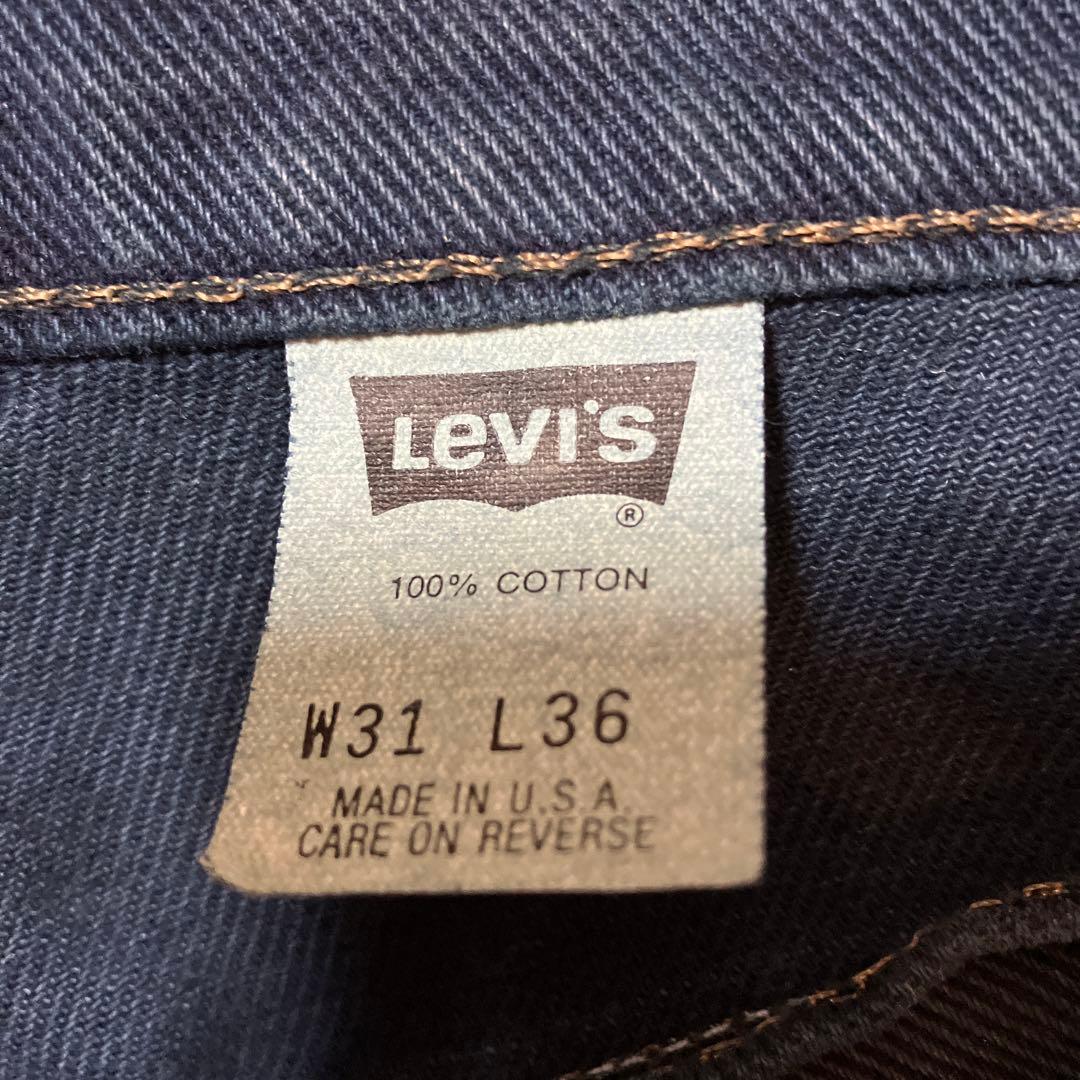 LEVI'S
®
100% COTTON
W31 L36
MADE IN U.S.A.
CARE ON REVERSE